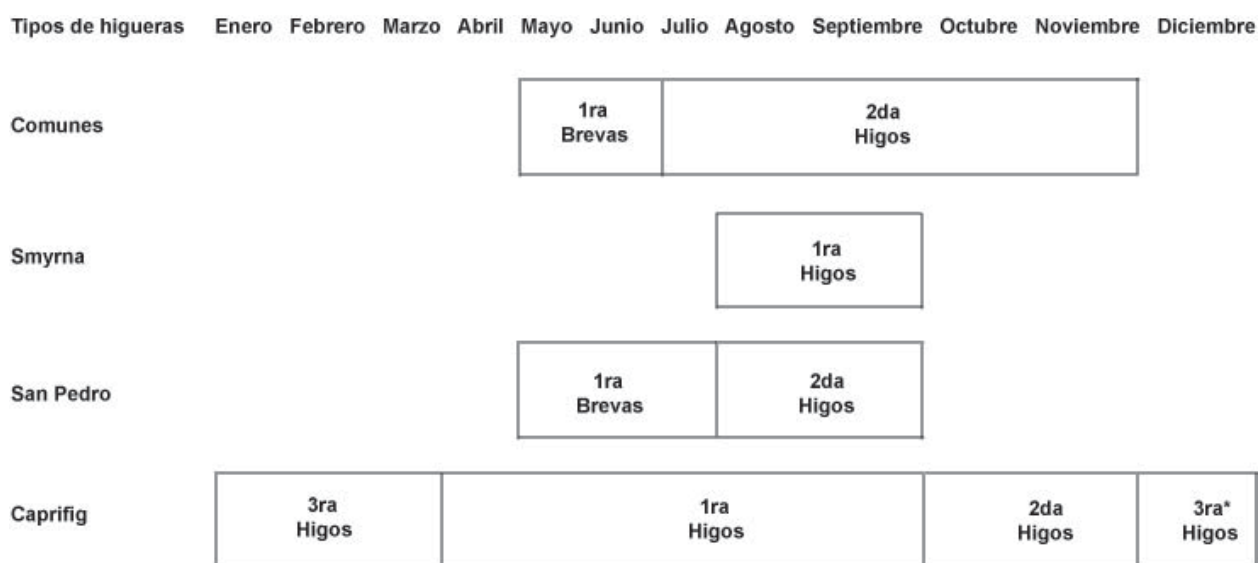 Tipos de higueras Enero Febrero Marzo Abril Mayo Junio Julio Agosto Septiembre Octubre Noviembre Diciembre
Comunes
1ra
Brevas
2da
Higos
Smyrna
1ra
Higos
San Pedro
1ra
Brevas
2da
Higos
Caprifig
3ra
Higos
1ra
Higos
2da
Higos
3ra*
Higos